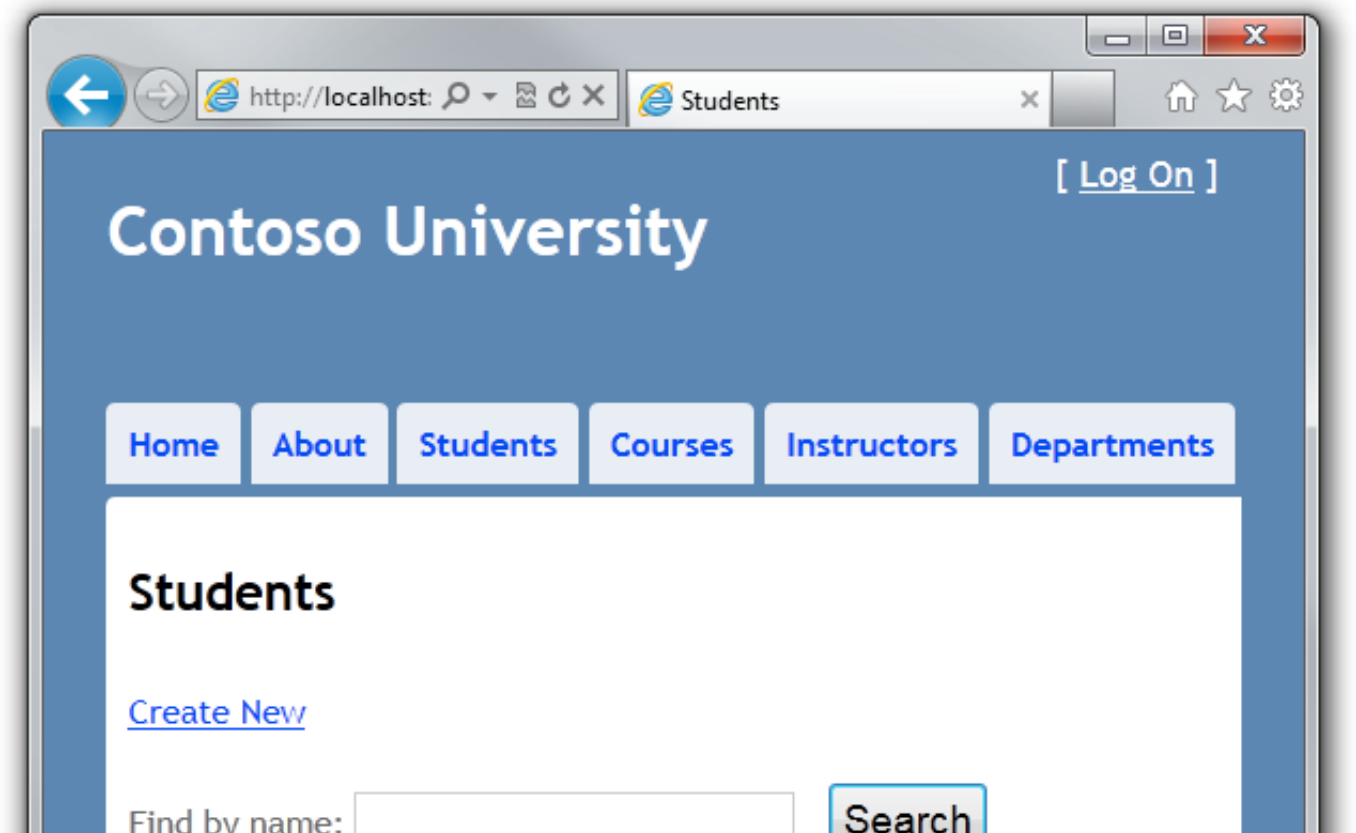 http://localhost: Students
[ Log On ]
Contoso University
Home About Students Courses Instructors Departments
Students
Create New
Find by name: Search